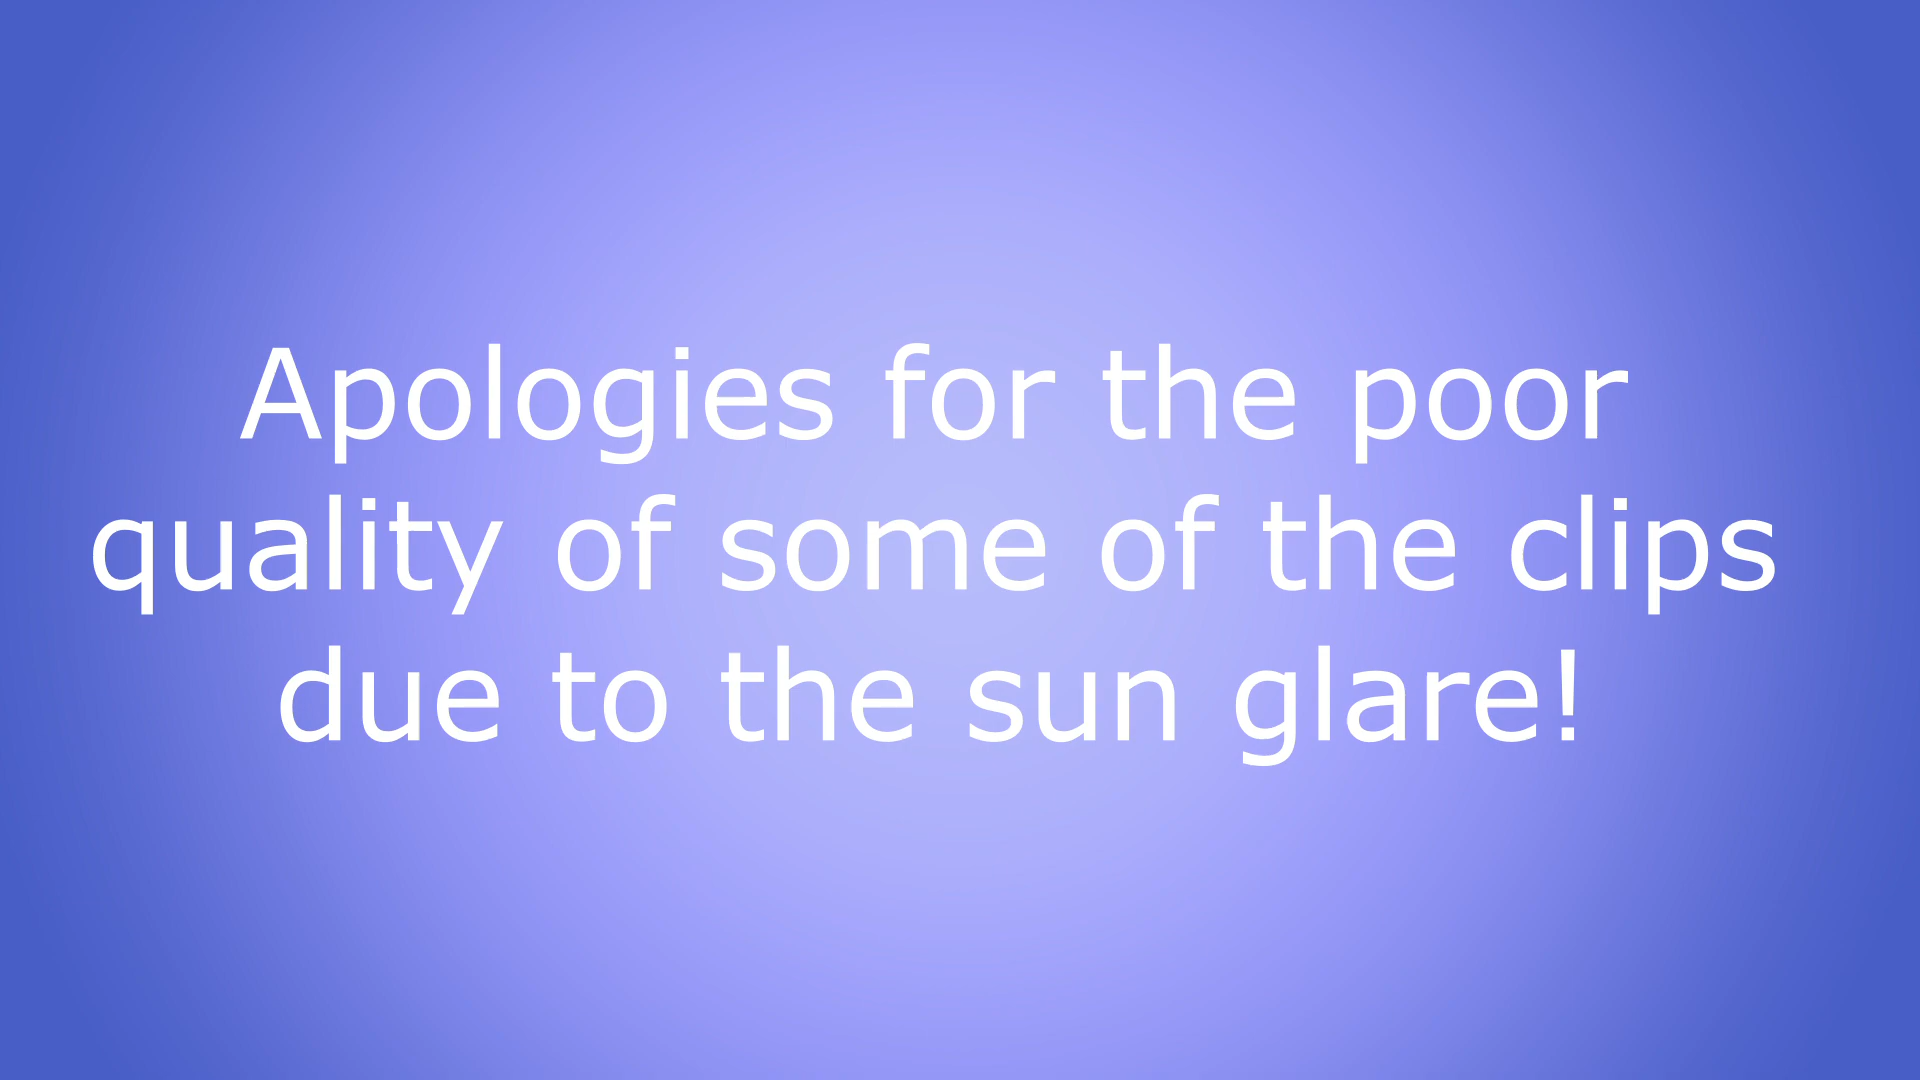 Apologies for the poor
quality of some of the clips
due to the sun glare!